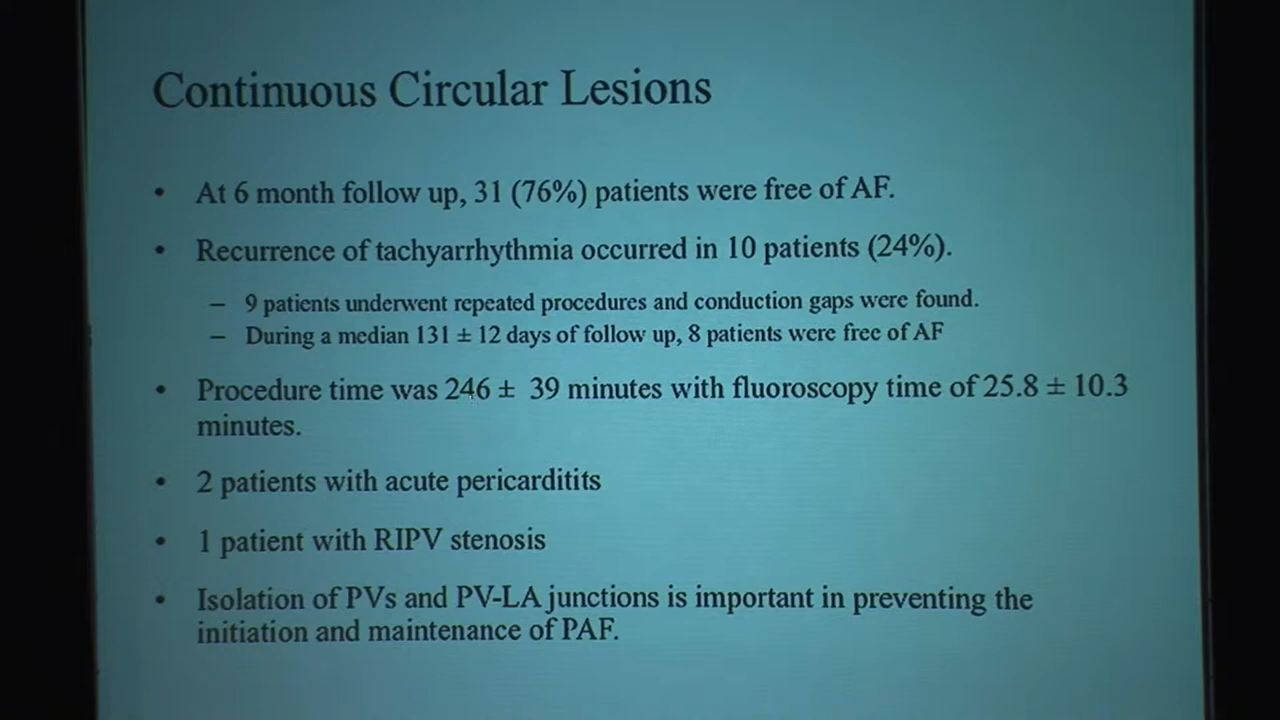 Continuous Circular Lesions
• At 6 month follow up, 31 (76%) patients were free of AF.
• Recurrence of tachyarrhythmia occurred in 10 patients (24%).
– 9 patients underwent repeated procedures and conduction gaps were found.
– During a median 131 ± 12 days of follow up, 8 patients were free of AF
• Procedure time was 246 ± 39 minutes with fluoroscopy time of 25.8 ± 10.3
minutes.
• 2 patients with acute pericarditits
• 1 patient with RIPV stenosis
• Isolation of PVs and PV-LA junctions is important in preventing the
initiation and maintenance of PAF.